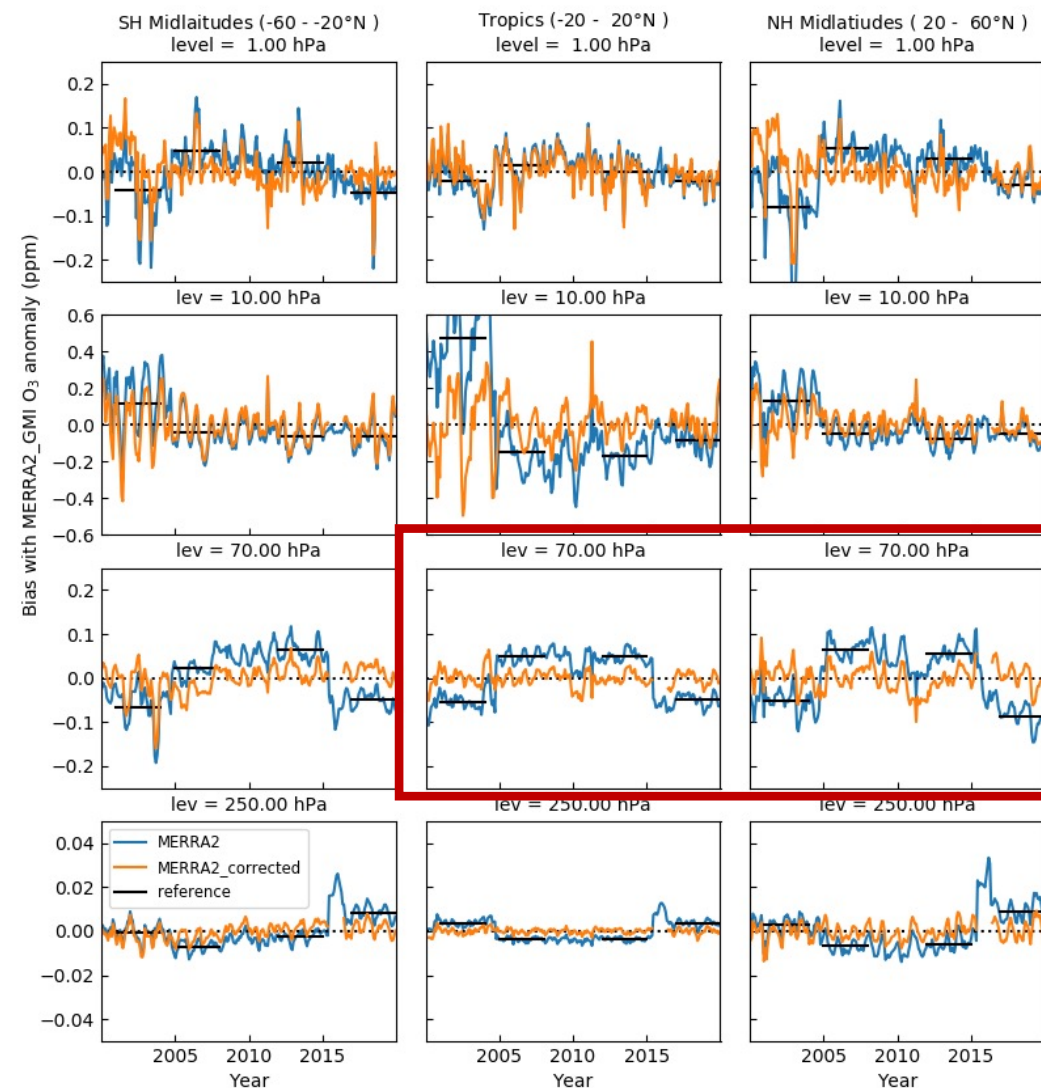 SH Midlaitudes (-60 - -20°N )
level = 1.00 hPa
Tropics (-20 - 20°N )
level = 1.00 hPa
NH Midlatiudes ( 20 - 60°N )
level = 1.00 hPa
0.2
0.1
0.0
−0.1
−0.2
lev = 10.00 hPa
lev = 10.00 hPa
lev = 10.00 hPa
0.6
0.4
0.2
0.0
−0.2
−0.4
−0.6
Bias with MERRA2_GMI O₃ anomaly (ppm)
lev = 70.00 hPa
lev = 70.00 hPa
lev = 70.00 hPa
0.2
0.1
0.0
−0.1
−0.2
lev = 250.00 hPa
lev = 250.00 hPa
lev = 250.00 hPa
0.04
0.02
0.00
−0.02
−0.04
MERRA2
MERRA2_corrected
reference
2005 2010 2015
Year
2005 2010 2015
Year
2005 2010 2015
Year